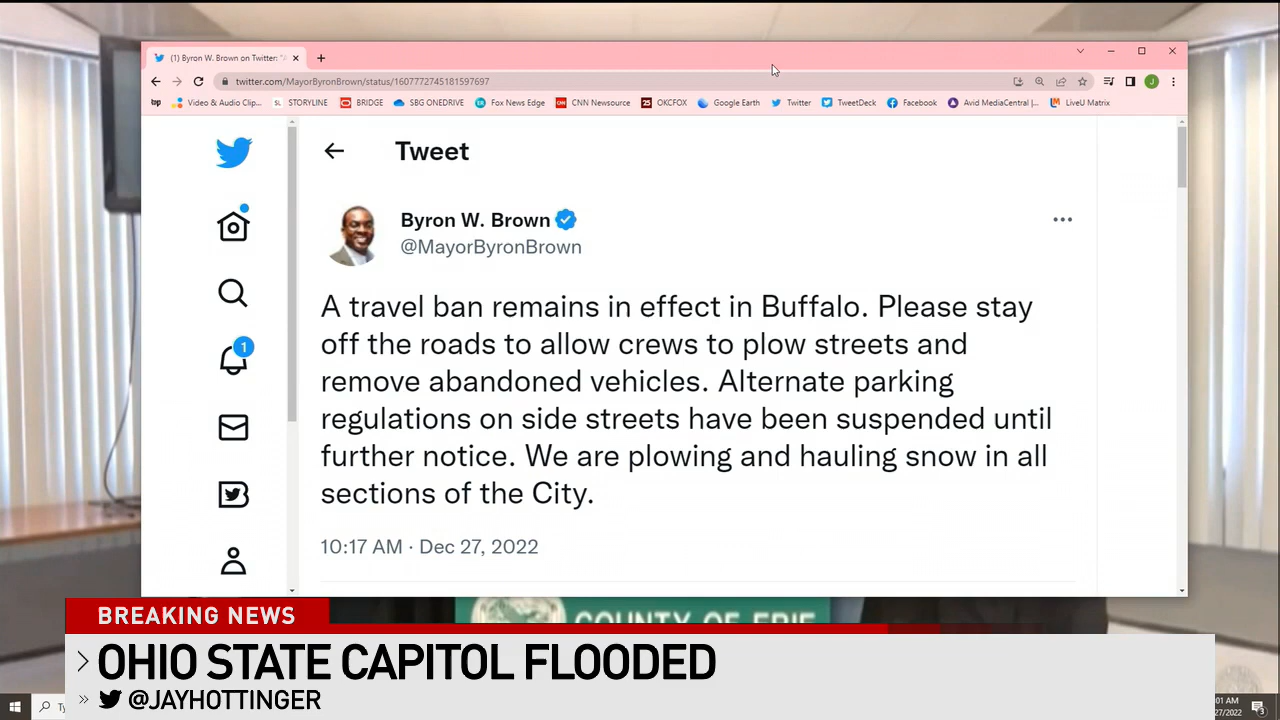 (1) Byron W. Brown on Twitter: "A
twitter.com/MayorByronBrown/status/1607772745181597697
top Video & Audio Clip... STORYLINE BRIDGE SBG ONEDRIVE Fox News Edge CNN Newsource OKCFOX Google Earth Twitter TweetDeck Facebook Avid MediaCentral |... LiveU Matrix
Tweet
Byron W. Brown
@MayorByronBrown
A travel ban remains in effect in Buffalo. Please stay
off the roads to allow crews to plow streets and
remove abandoned vehicles. Alternate parking
regulations on side streets have been suspended until
further notice. We are plowing and hauling snow in all
sections of the City.
10:17 AM · Dec 27, 2022
1
COUNTY OF ERIE
BREAKING NEWS
OHIO STATE CAPITOL FLOODED
@JAYHOTTINGER